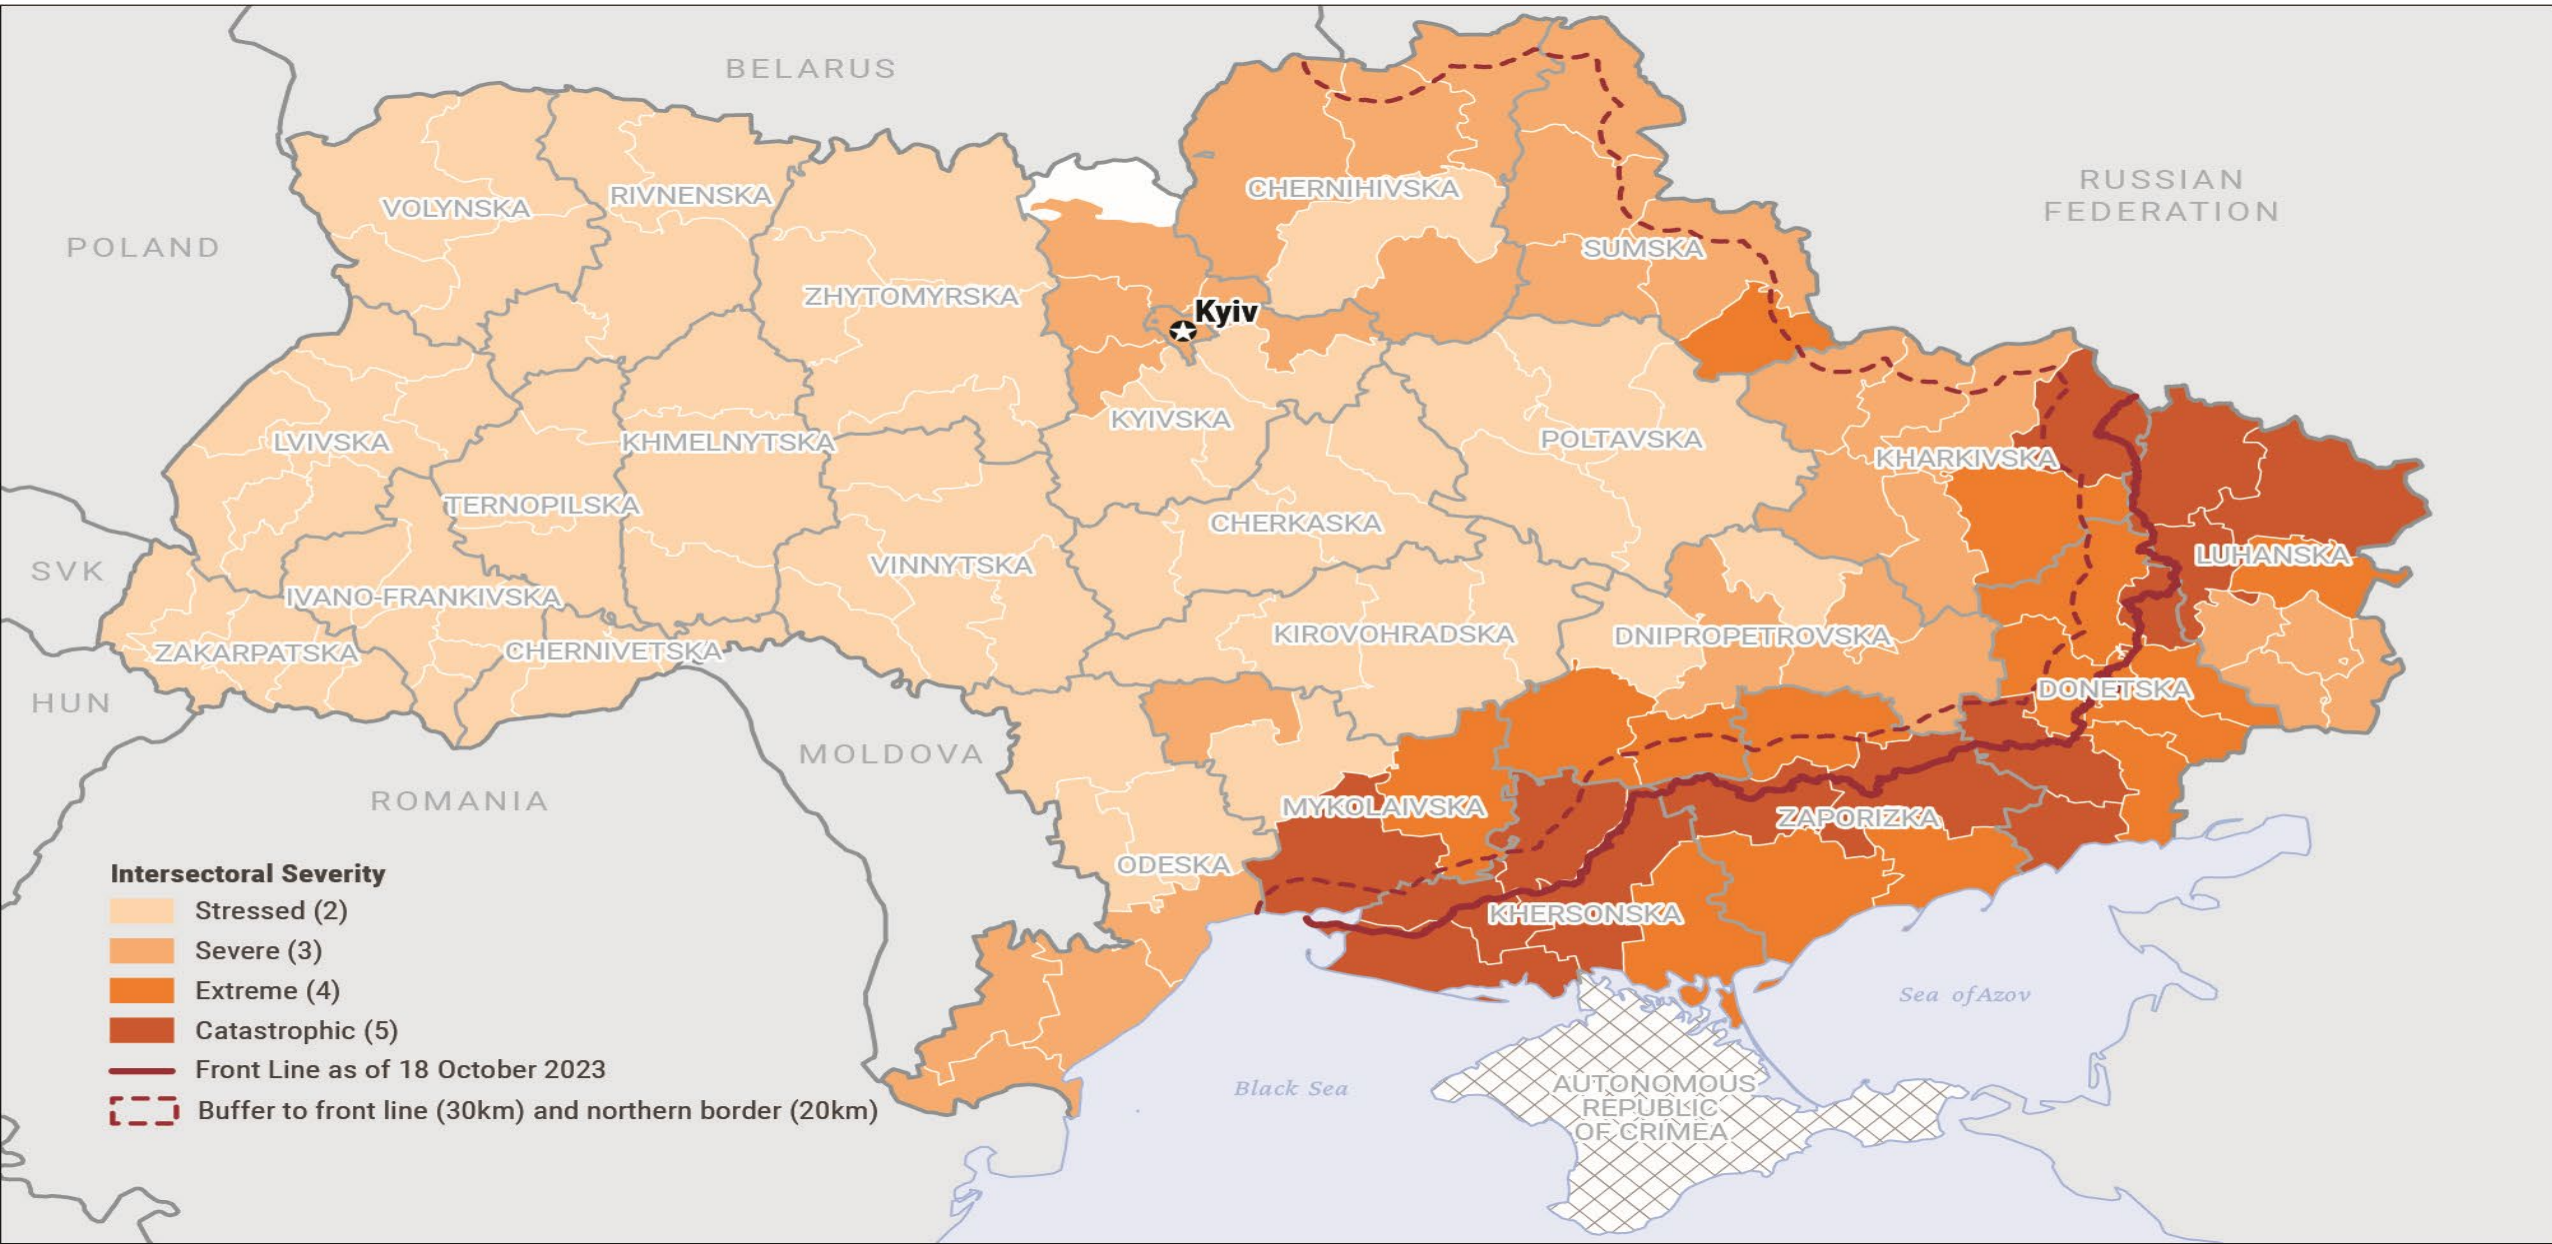 BELARUS
RUSSIAN
FEDERATION
POLAND
VOLYNSKA
RIVNENSKA
CHERNIHIVSKA
SUMSKA
ZHYTOMYRSKA
Kyiv
KYIVSKA
LVIVSKA
KHMELNYTSKA
POLTAVSKA
KHARKIVSKA
TERNOPILSKA
CHERKASKA
SVK
VINNYTSKA
LUHANSKA
IVANO-FRANKIVSKA
ZAKARPATSKA
CHERNIVETSKA
KIROVOHRADSKA
DNIPROPETROVSKA
HUN
DONETSKA
MOLDOVA
ROMANIA
MYKOLAIVSKA
ZAPORIZKA
ODESKA
KHERSONSKA
Sea of Azov
Black Sea
AUTONOMOUS
REPUBLIC
OF CRIMEA
Intersectoral Severity
Stressed (2)
Severe (3)
Extreme (4)
Catastrophic (5)
Front Line as of 18 October 2023
Buffer to front line (30km) and northern border (20km)